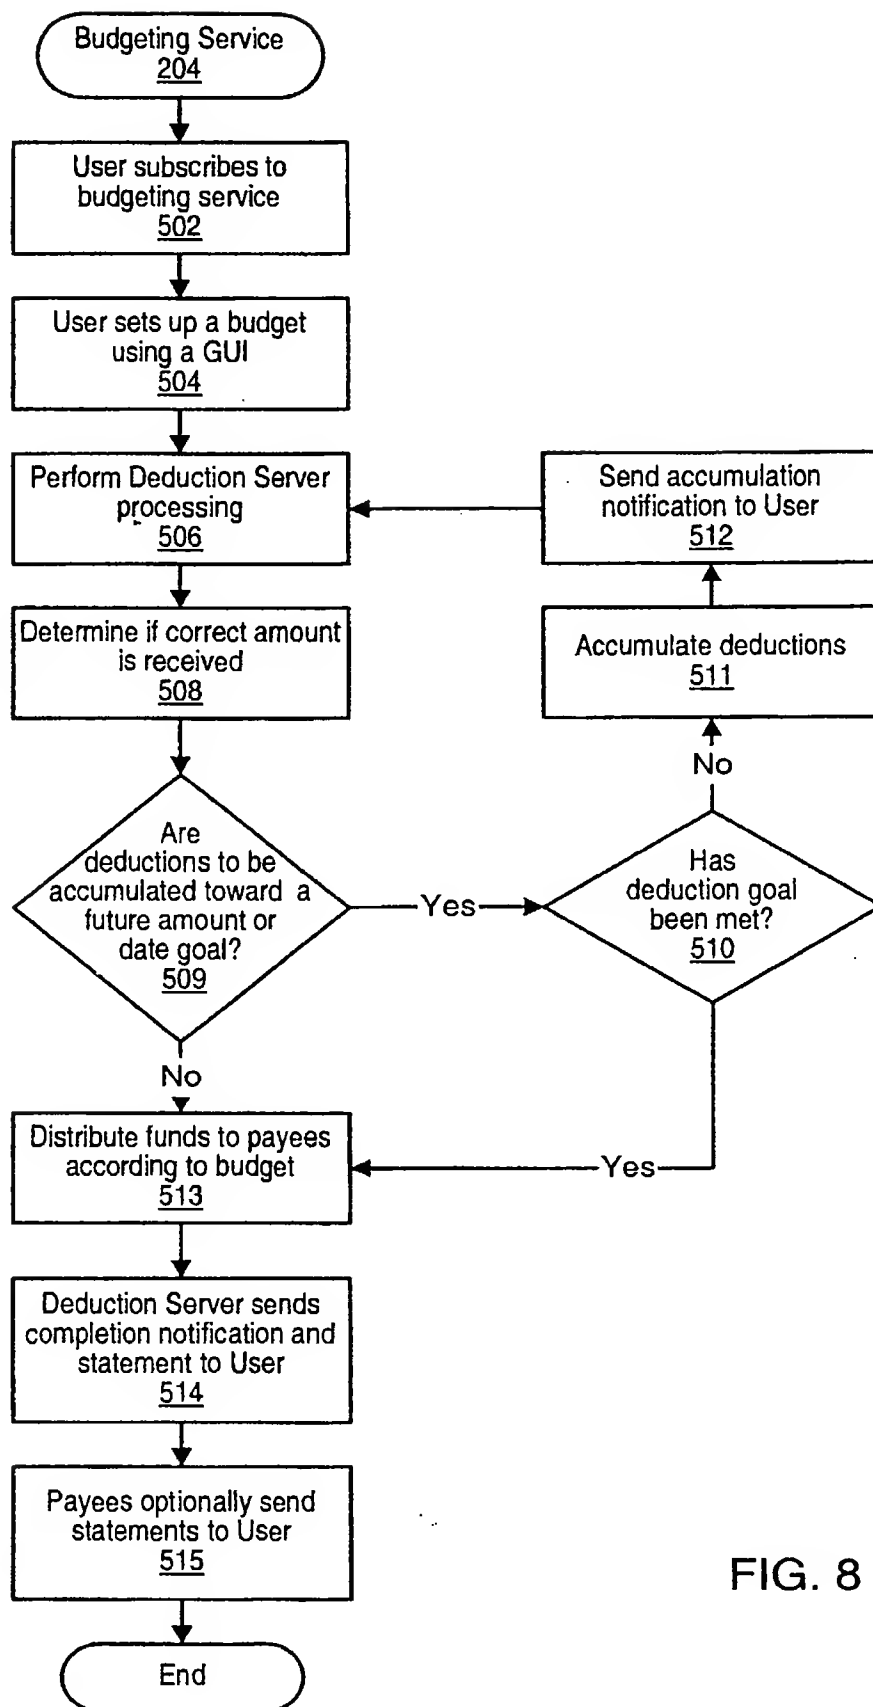 Budgeting Service
204
User subscribes to
budgeting service
502
User sets up a budget
using a GUI
504
Perform Deduction Server
processing
506
Send accumulation
notification to User
512
Determine if correct amount
is received
508
Accumulate deductions
511
No
Are
deductions to be
accumulated toward a
future amount or
date goal?
509
Yes
Has
deduction goal
been met?
510
No
Distribute funds to payees
according to budget
513
Yes
Deduction Server sends
completion notification and
statement to User
514
Payees optionally send
statements to User
515
End
FIG. 8